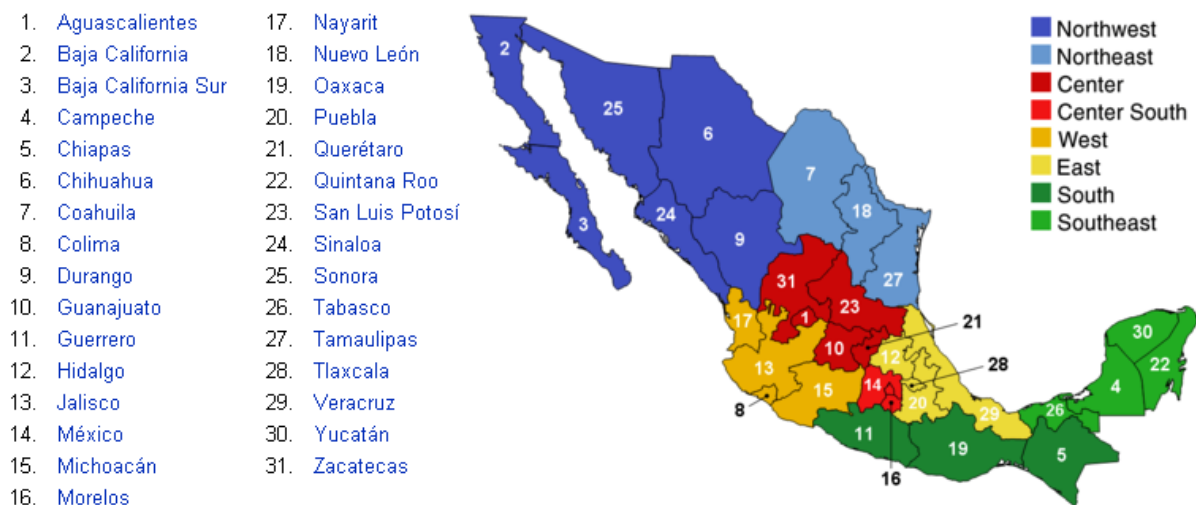 1. Aguascalientes
2. Baja California
3. Baja California Sur
4. Campeche
5. Chiapas
6. Chihuahua
7. Coahuila
8. Colima
9. Durango
10. Guanajuato
11. Guerrero
12. Hidalgo
13. Jalisco
14. México
15. Michoacán
16. Morelos
17. Nayarit
18. Nuevo León
19. Oaxaca
20. Puebla
21. Querétaro
22. Quintana Roo
23. San Luis Potosí
24. Sinaloa
25. Sonora
26. Tabasco
27. Tamaulipas
28. Tlaxcala
29. Veracruz
30. Yucatán
31. Zacatecas
2
25
6
7
3
24
9
18
31
27
23
17
1
21
30
10
12
28
22
13
15
14
4
8
20
29
26
11
19
5
16
Northwest
Northeast
Center
Center South
West
East
South
Southeast